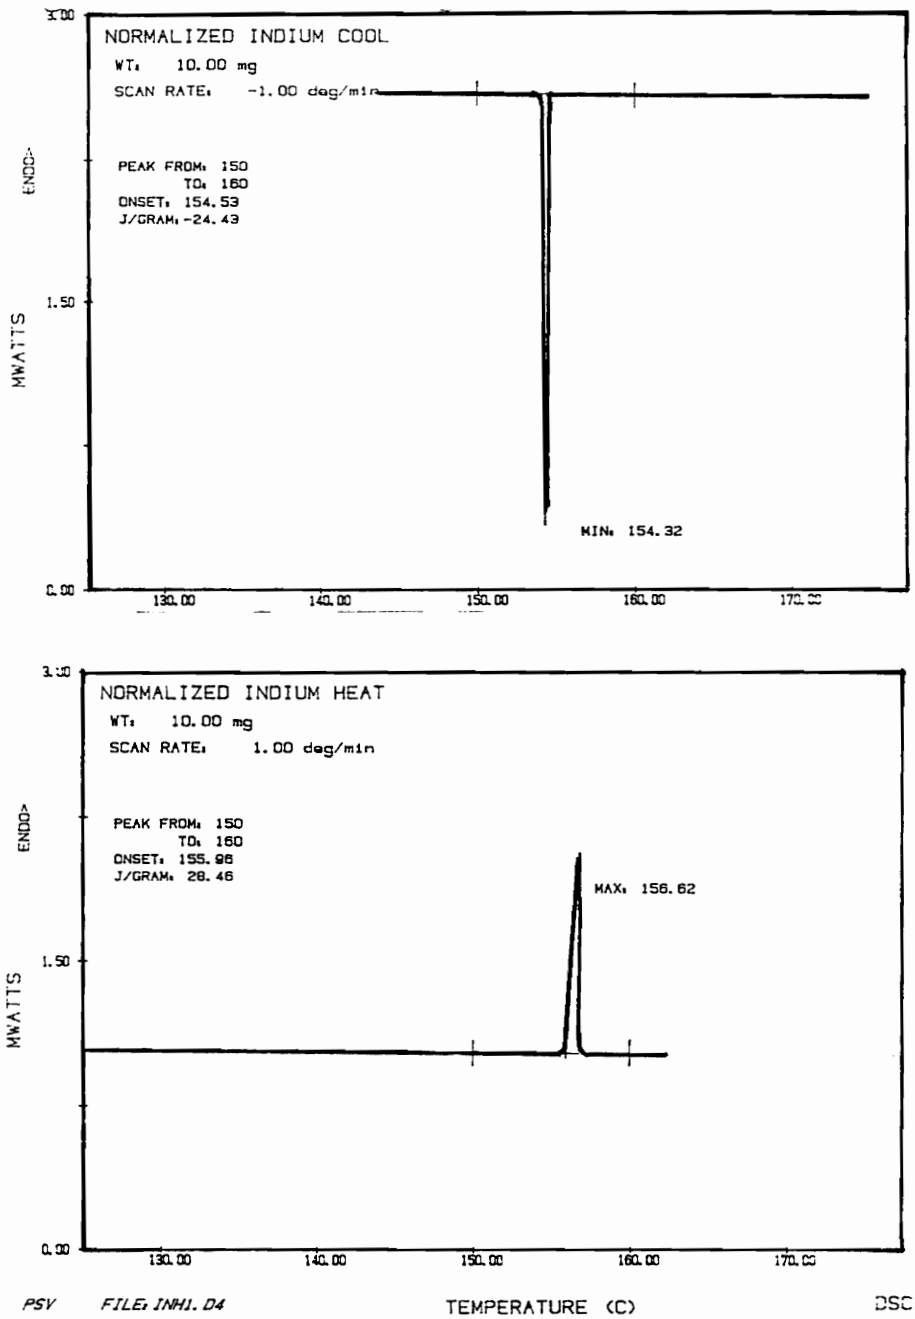 3.00
NORMALIZED INDIUM COOL
WT: 10.00 mg
SCAN RATE: -1.00 deg/min
PEAK FROM: 150
TO: 160
ONSET: 154.53
J/GRAM: -24.43
ENDO>
1.50
MWATTS
MIN: 154.32
0.00
130.00 140.00 150.00 160.00 170.00
3.00
NORMALIZED INDIUM HEAT
WT: 10.00 mg
SCAN RATE: 1.00 deg/min
PEAK FROM: 150
TO: 160
ONSET: 155.96
J/GRAM: 28.46
ENDO>
MAX: 156.62
1.50
MWATTS
0.00
130.00 140.00 150.00 160.00 170.00
PSV FILE: INH1.D4 TEMPERATURE (C) DSC